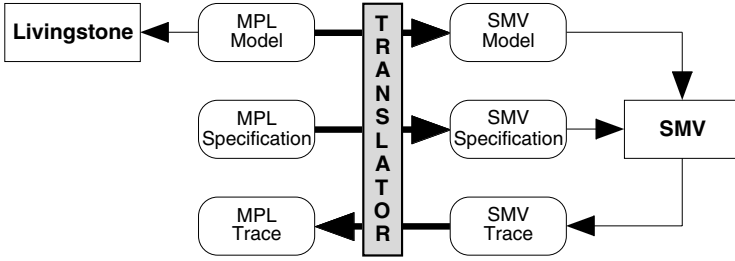 Livingstone
MPL
Model
TRANSLATOR
SMV
Model
MPL
Specification
SMV
Specification
SMV
MPL
Trace
SMV
Trace